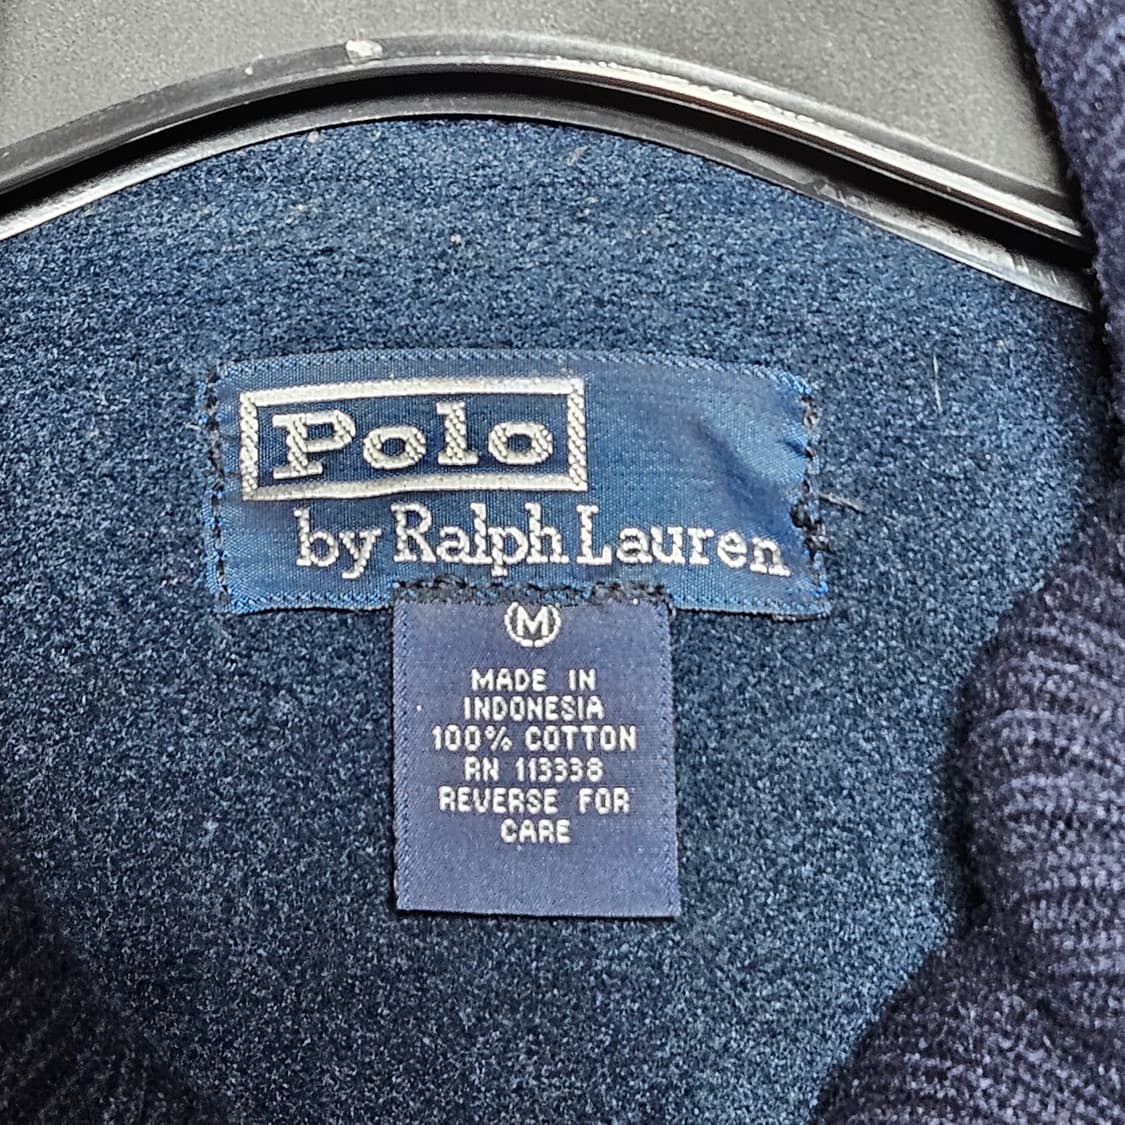 Polo
by Ralph Lauren
M
MADE IN
INDONESIA
100% COTTON
RN 113338
REVERSE FOR
CARE